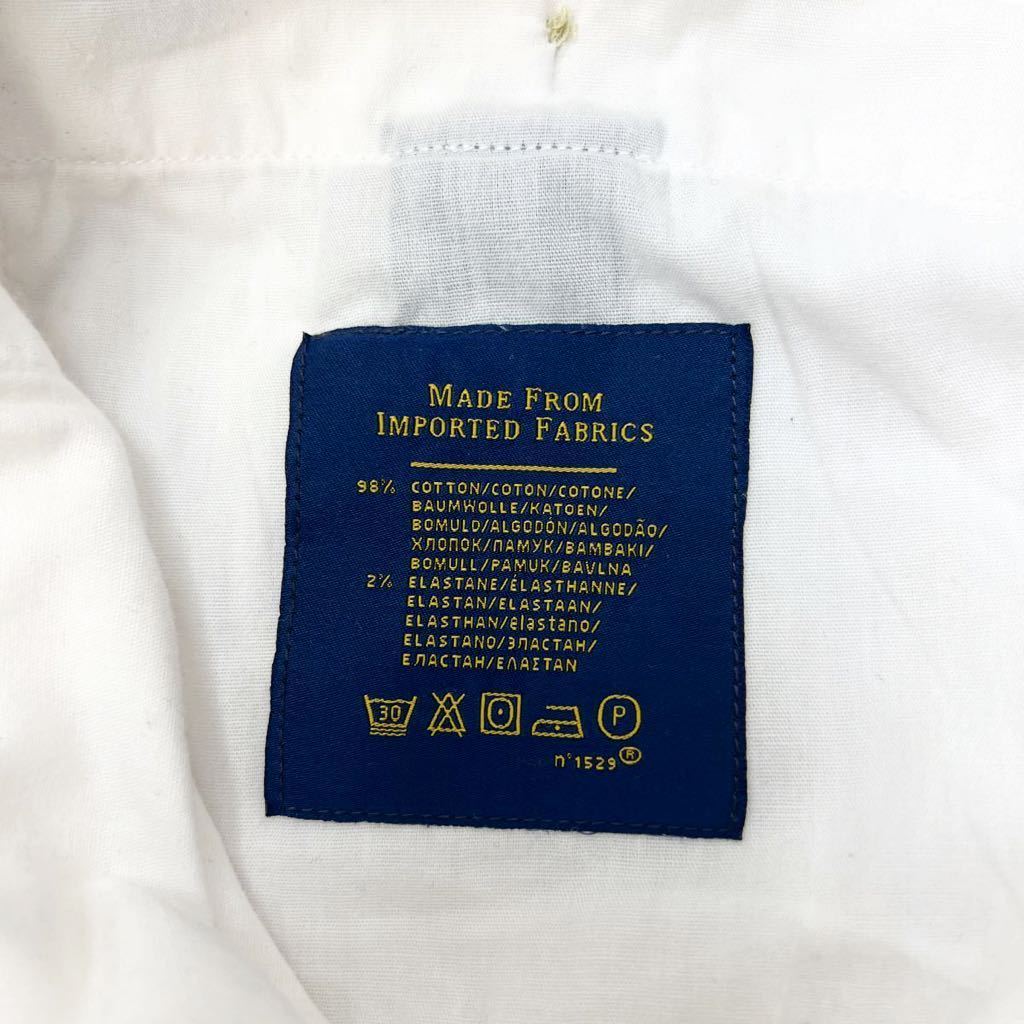 MADE FROM
IMPORTED FABRICS
98% COTTON/COTON/COTONE/
BAUMWOLLE/KATOEN/
BOMULD/ALGODÓN/ALGODÃO/
ХЛОПОК/ПАМУК/BAMBAKI/
BOMULL/PAMUK/BAVLNA
2% ELASTANE/ÉLASTHANNE/
ELASTAN/ELASTAAN/
ELASTHAN/elastano/
ELASTANO/ЭЛАСТАН/
ЕЛАСТАН/ΕΛΑΣΤΑΝ
30 P
n°1529®